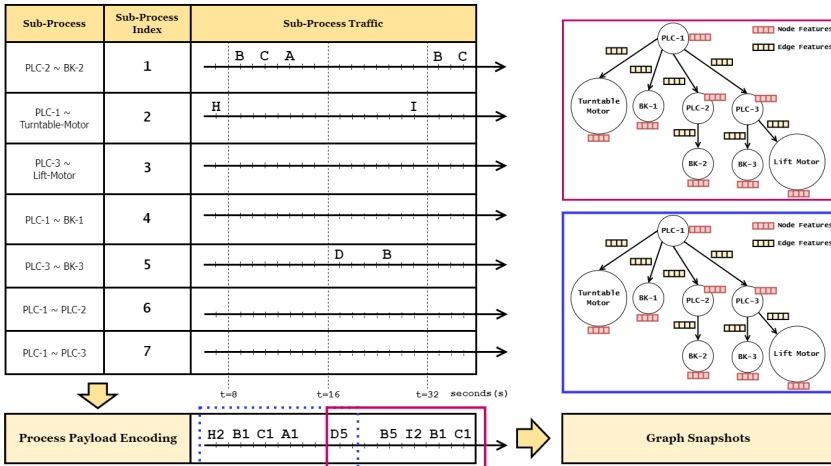 Sub-Process
Sub-Process Index
Sub-Process Traffic
PLC-2 ~ BK-2
1
B C A B C
PLC-1 ~
Turntable-Motor
2
H I
PLC-3 ~
Lift-Motor
3
PLC-1 ~ BK-1
4
PLC-3 ~ BK-3
5
D B
PLC-1 ~ PLC-2
6
PLC-1 ~ PLC-3
7
t=8 t=16 t=32 seconds(s)
Process Payload Encoding
H2 B1 C1 A1 D5 B5 I2 B1 C1
Graph Snapshots
PLC-1
Node Features
Edge Features
Turntable
Motor
BK-1
PLC-2
PLC-3
BK-2
BK-3
Lift Motor
PLC-1
Node Features
Edge Features
Turntable
Motor
BK-1
PLC-2
PLC-3
BK-2
BK-3
Lift Motor